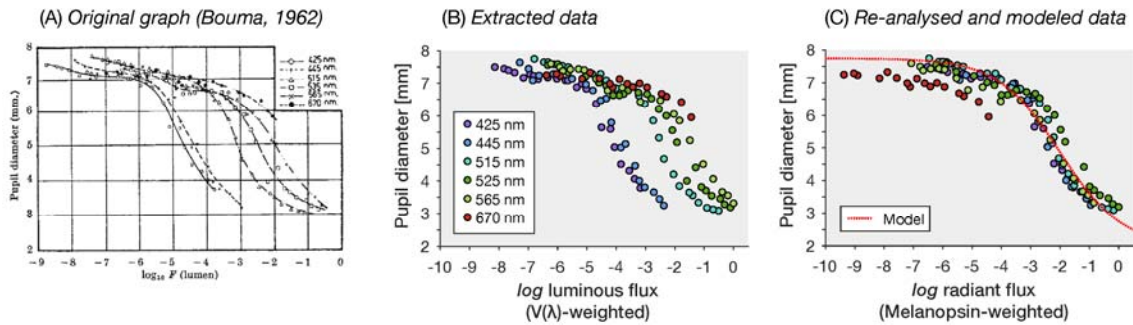 (A) Original graph (Bouma, 1962)
Pupil diameter (mm.)
8
7
6
5
4
3
2
425 nm.
445 nm.
515 nm.
565 nm.
670 nm.
-9 -8 -7 -6 -5 -4 -3 -2 -1 0
log₁₀ F (lumen)
(B) Extracted data
Pupil diameter [mm]
8
7
6
5
4
3
2
425 nm
445 nm
515 nm
525 nm
565 nm
670 nm
-10 -9 -8 -7 -6 -5 -4 -3 -2 -1 0
log luminous flux
(V(λ)-weighted)
(C) Re-analysed and modeled data
Pupil diameter [mm]
8
7
6
5
4
3
2
Model
-10 -9 -8 -7 -6 -5 -4 -3 -2 -1 0
log radiant flux
(Melanopsin-weighted)